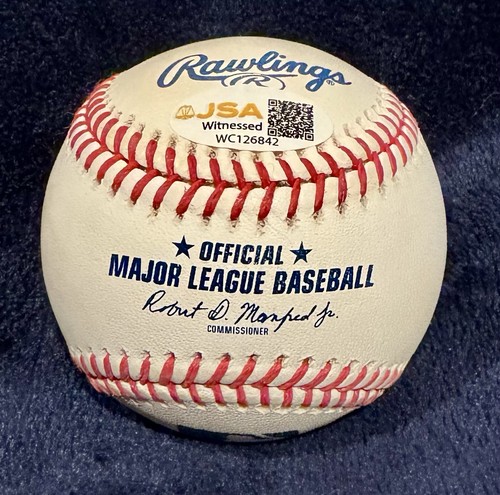 Rawlings
R
JSA
Witnessed
WC126842
★ OFFICIAL ★
MAJOR LEAGUE BASEBALL
Robert D. Manfred Jr.
COMMISSIONER